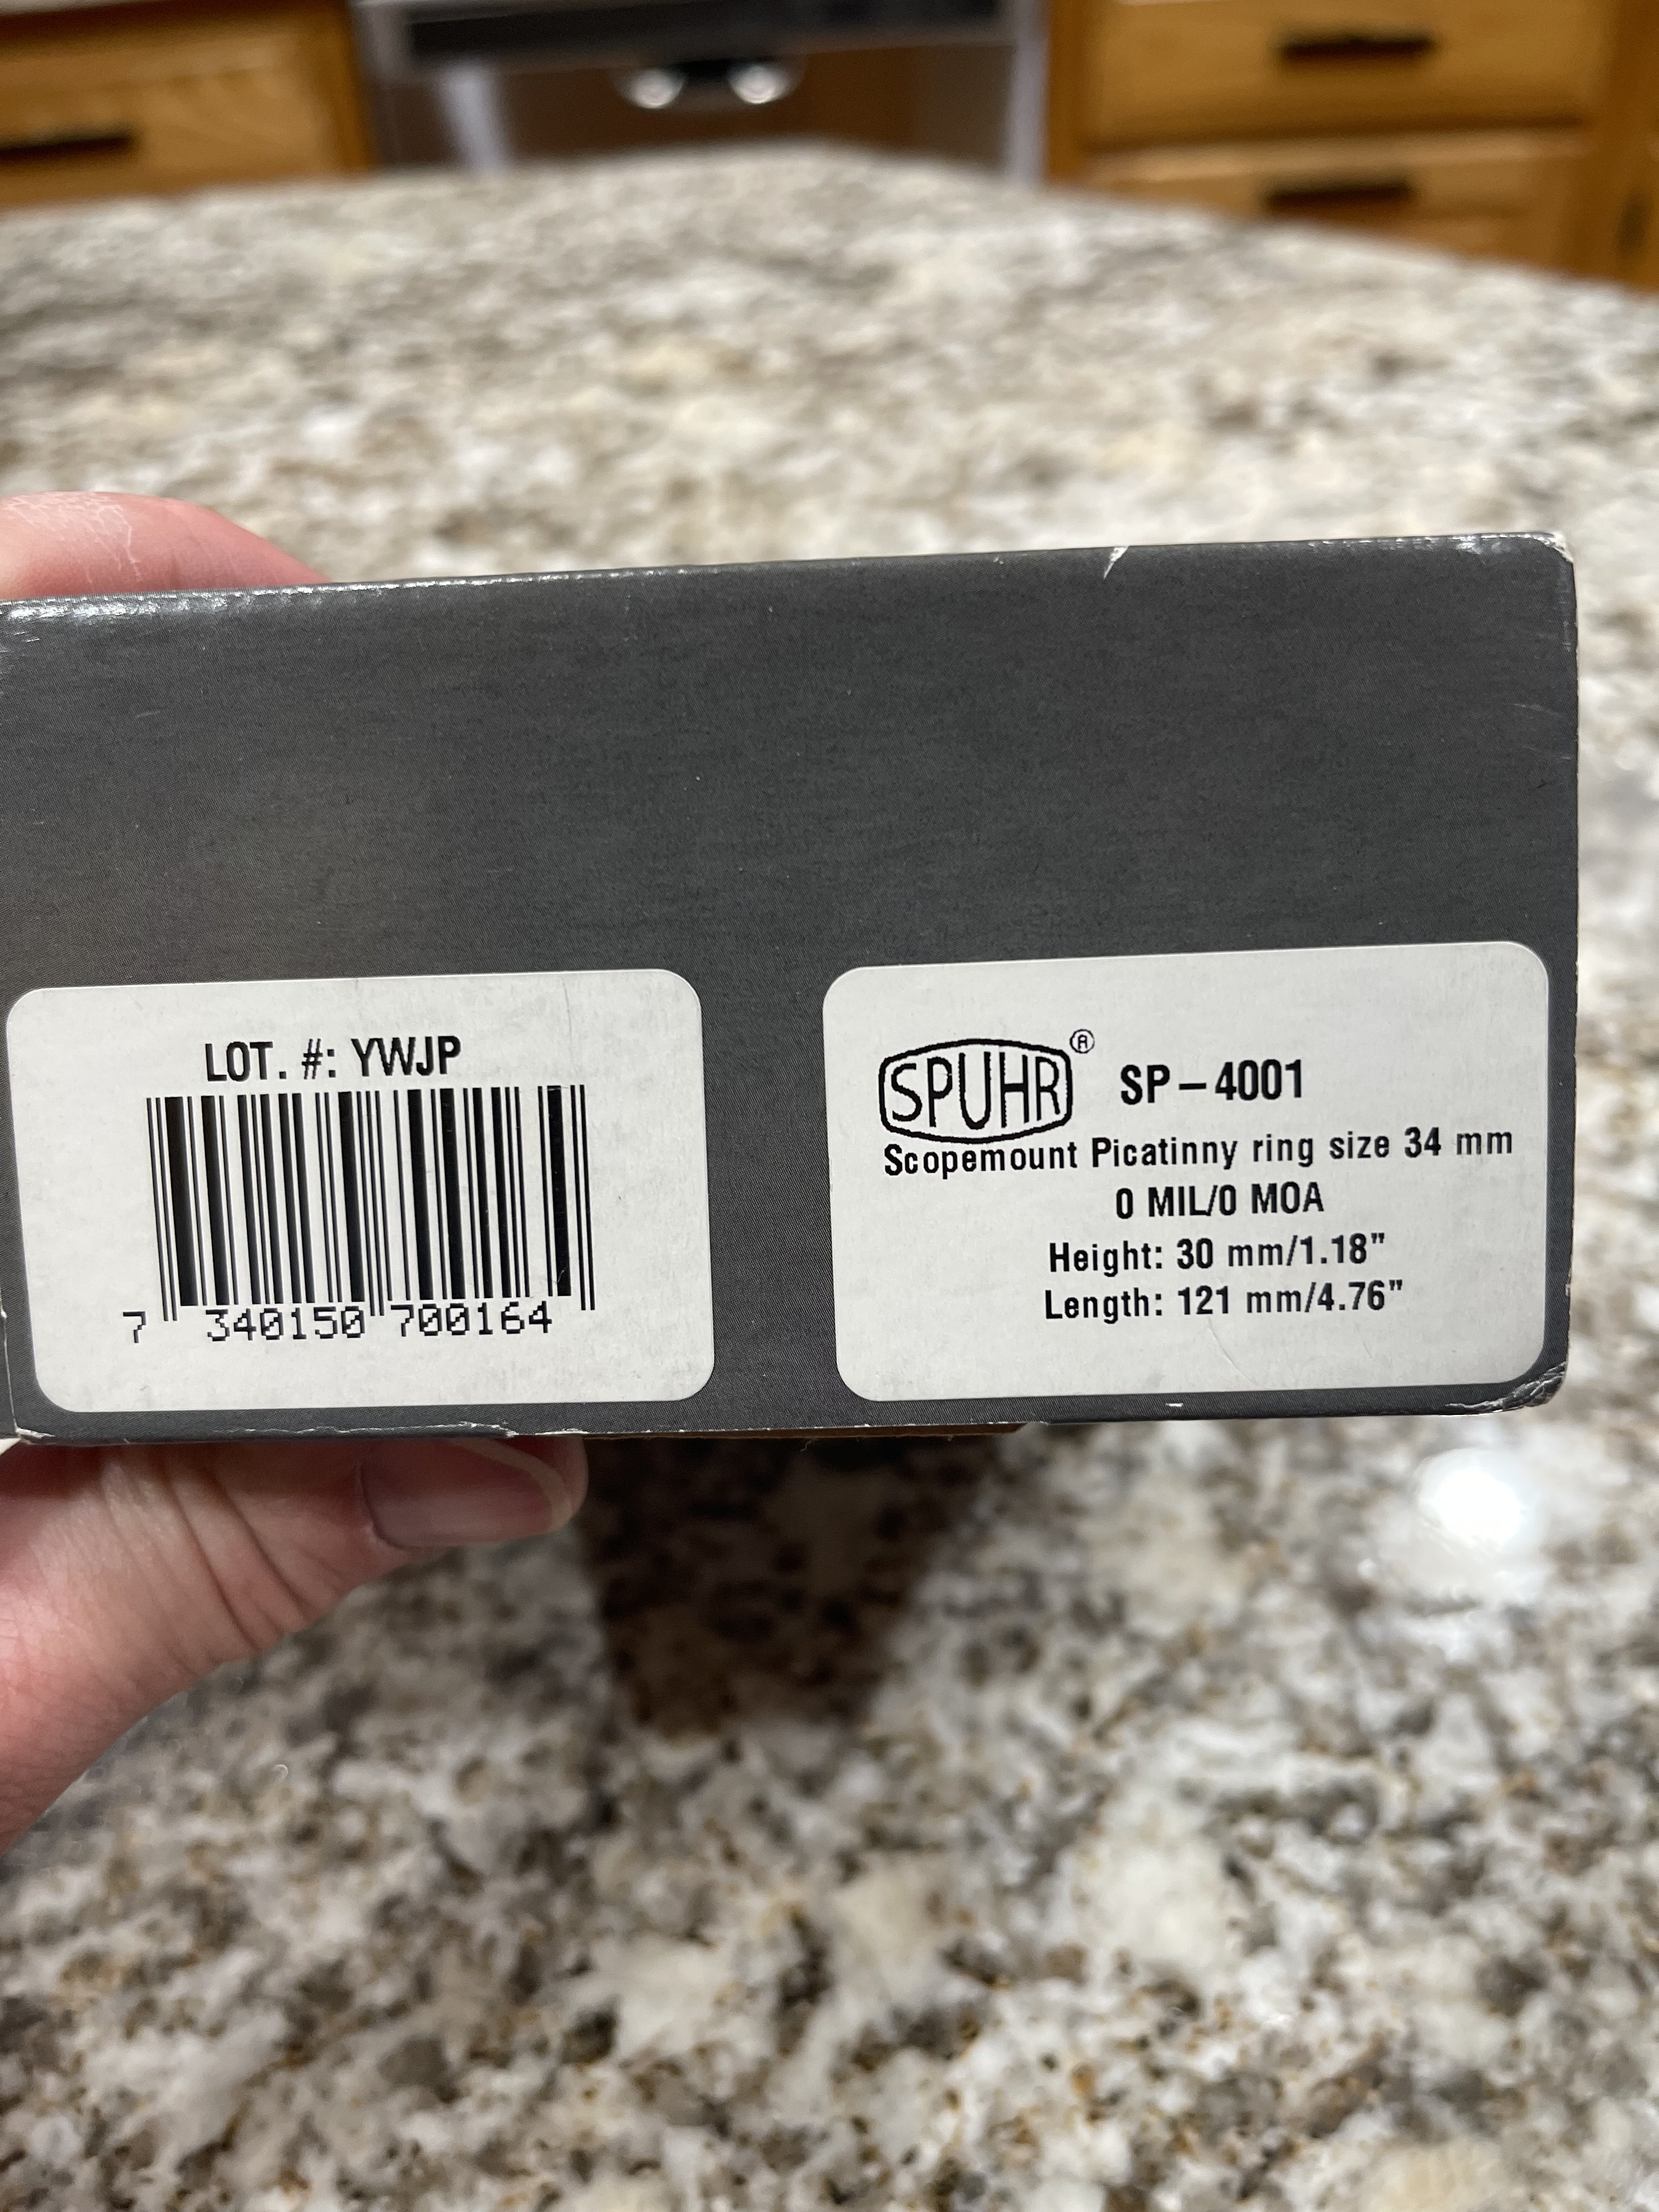 LOT. #: YWJP
7 340150 700164
SPUHR® SP-4001
Scopemount Picatinny ring size 34 mm
0 MIL/0 MOA
Height: 30 mm/1.18"
Length: 121 mm/4.76"